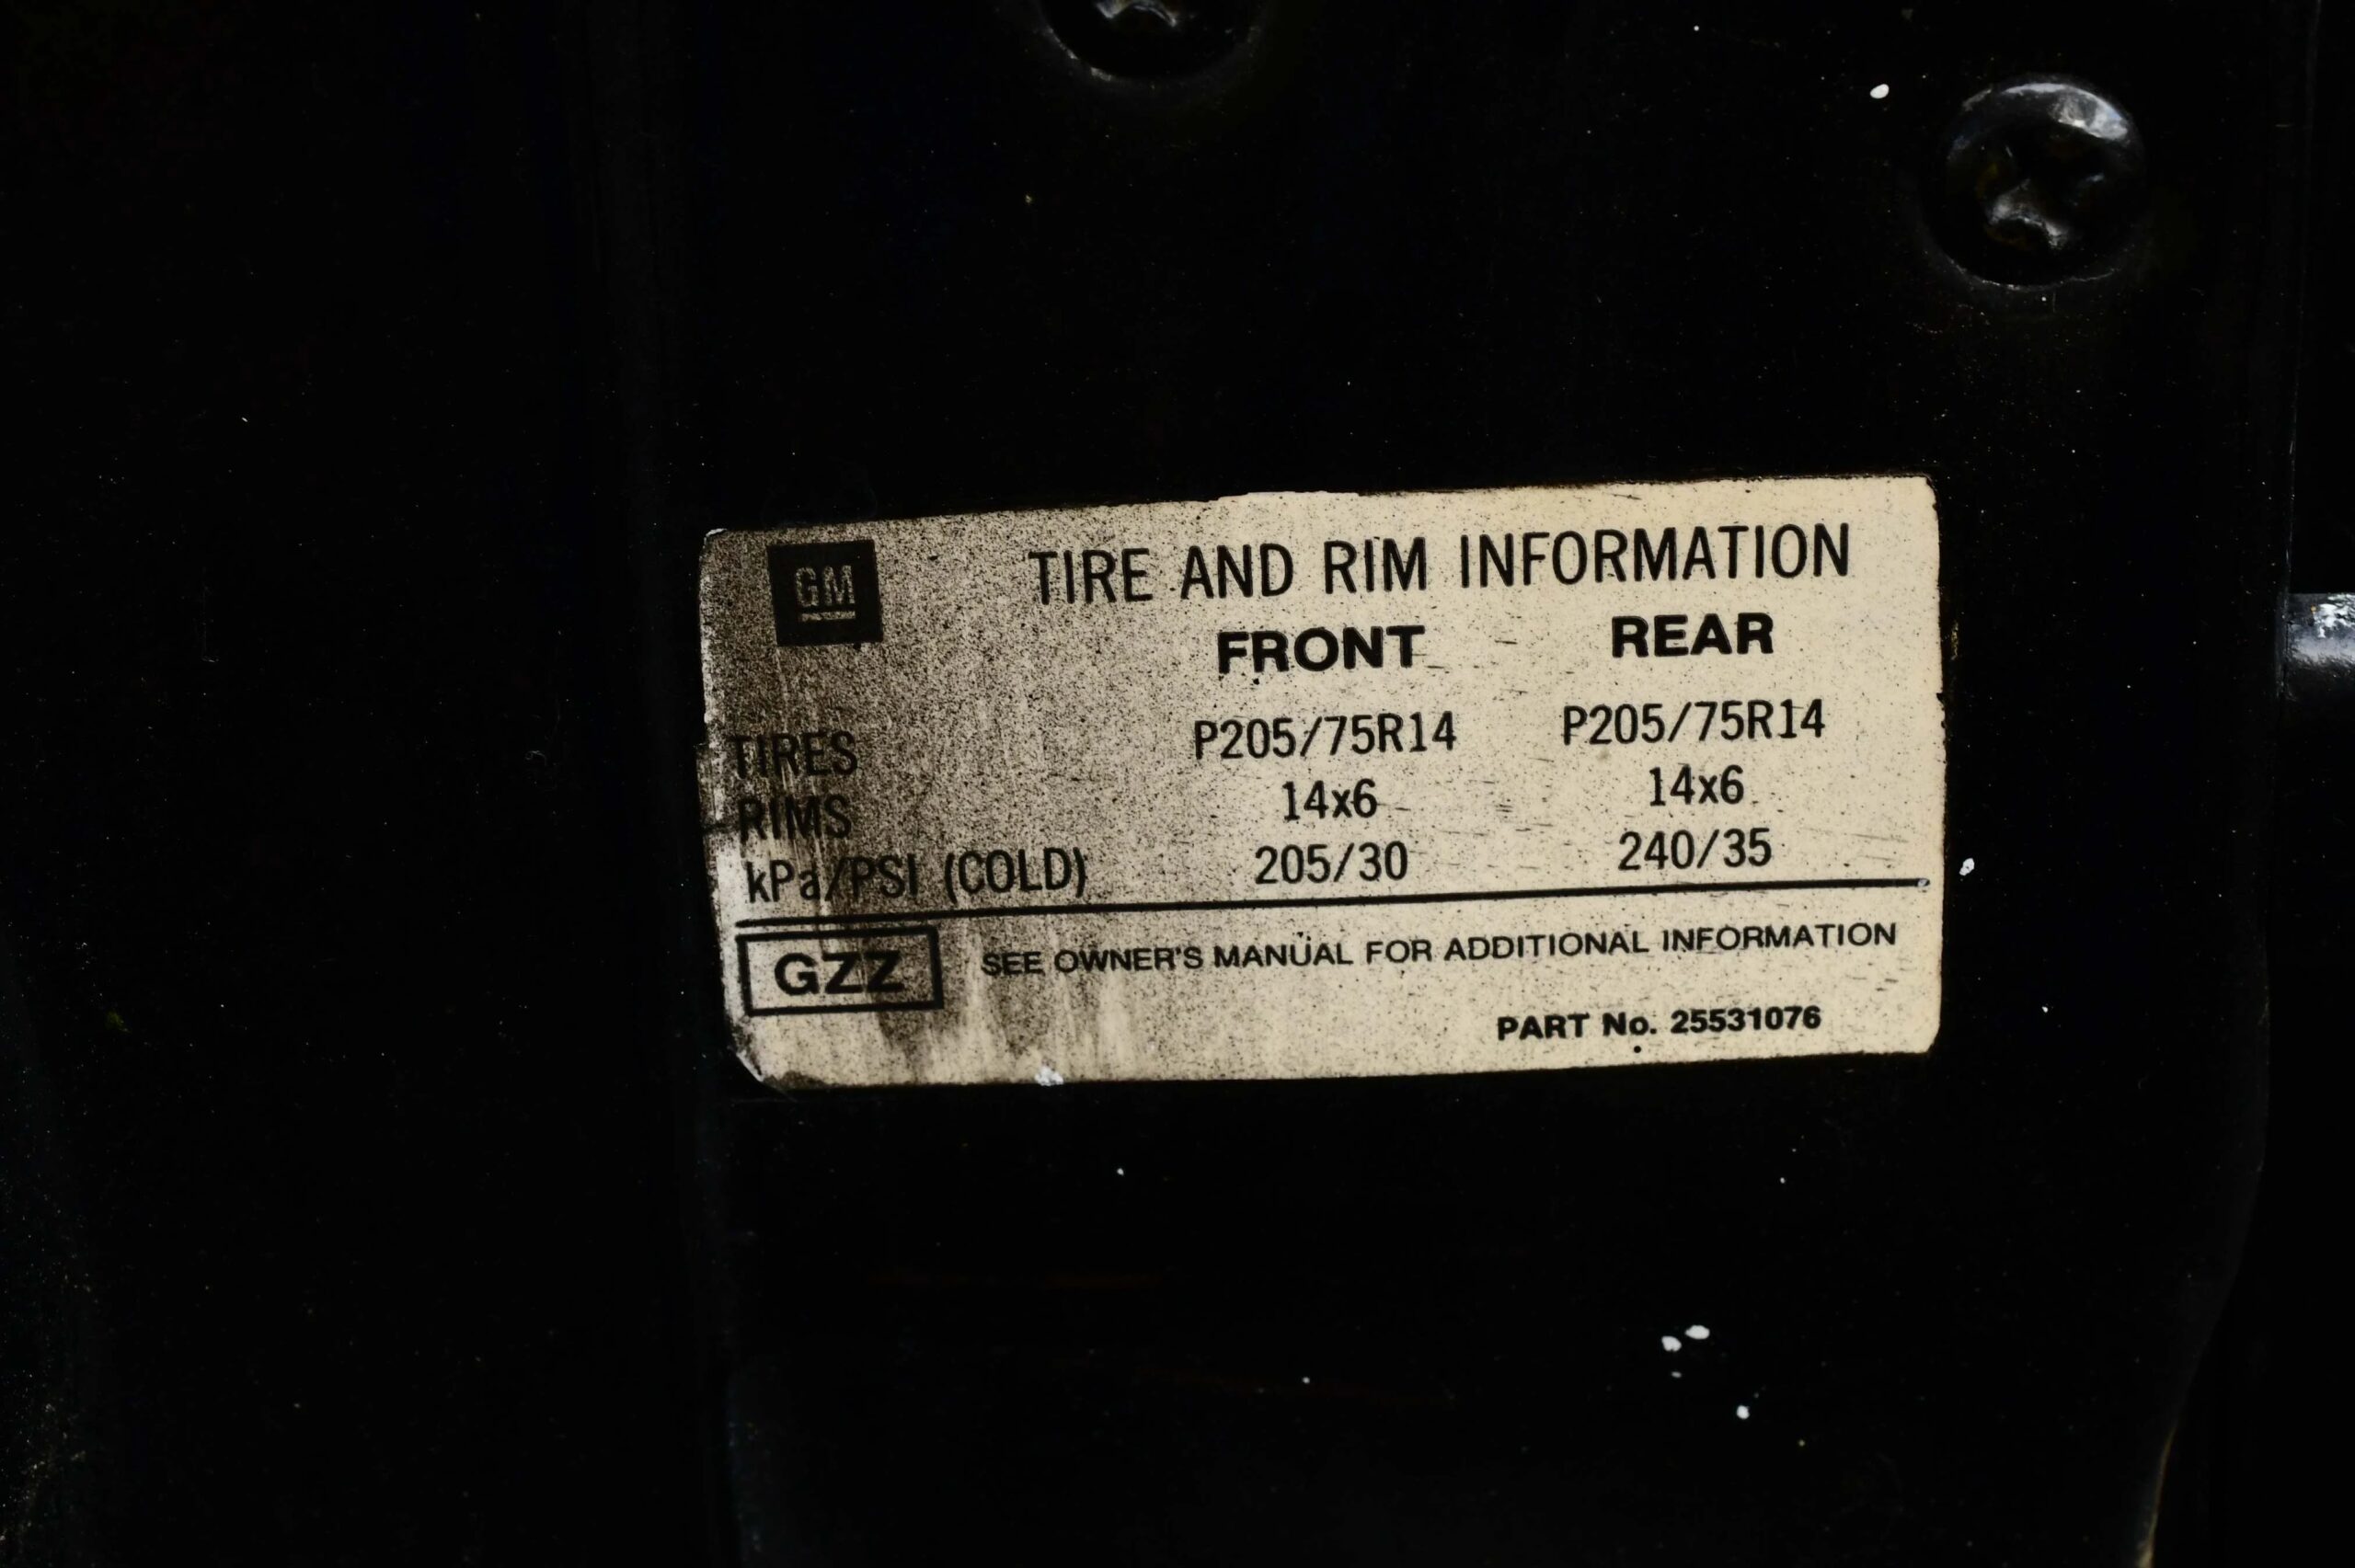 GM
TIRE AND RIM INFORMATION
FRONT REAR
TIRES P205/75R14 P205/75R14
RIMS 14x6 14x6
kPa/PSI (COLD) 205/30 240/35
GZZ SEE OWNER'S MANUAL FOR ADDITIONAL INFORMATION
PART No. 25531076